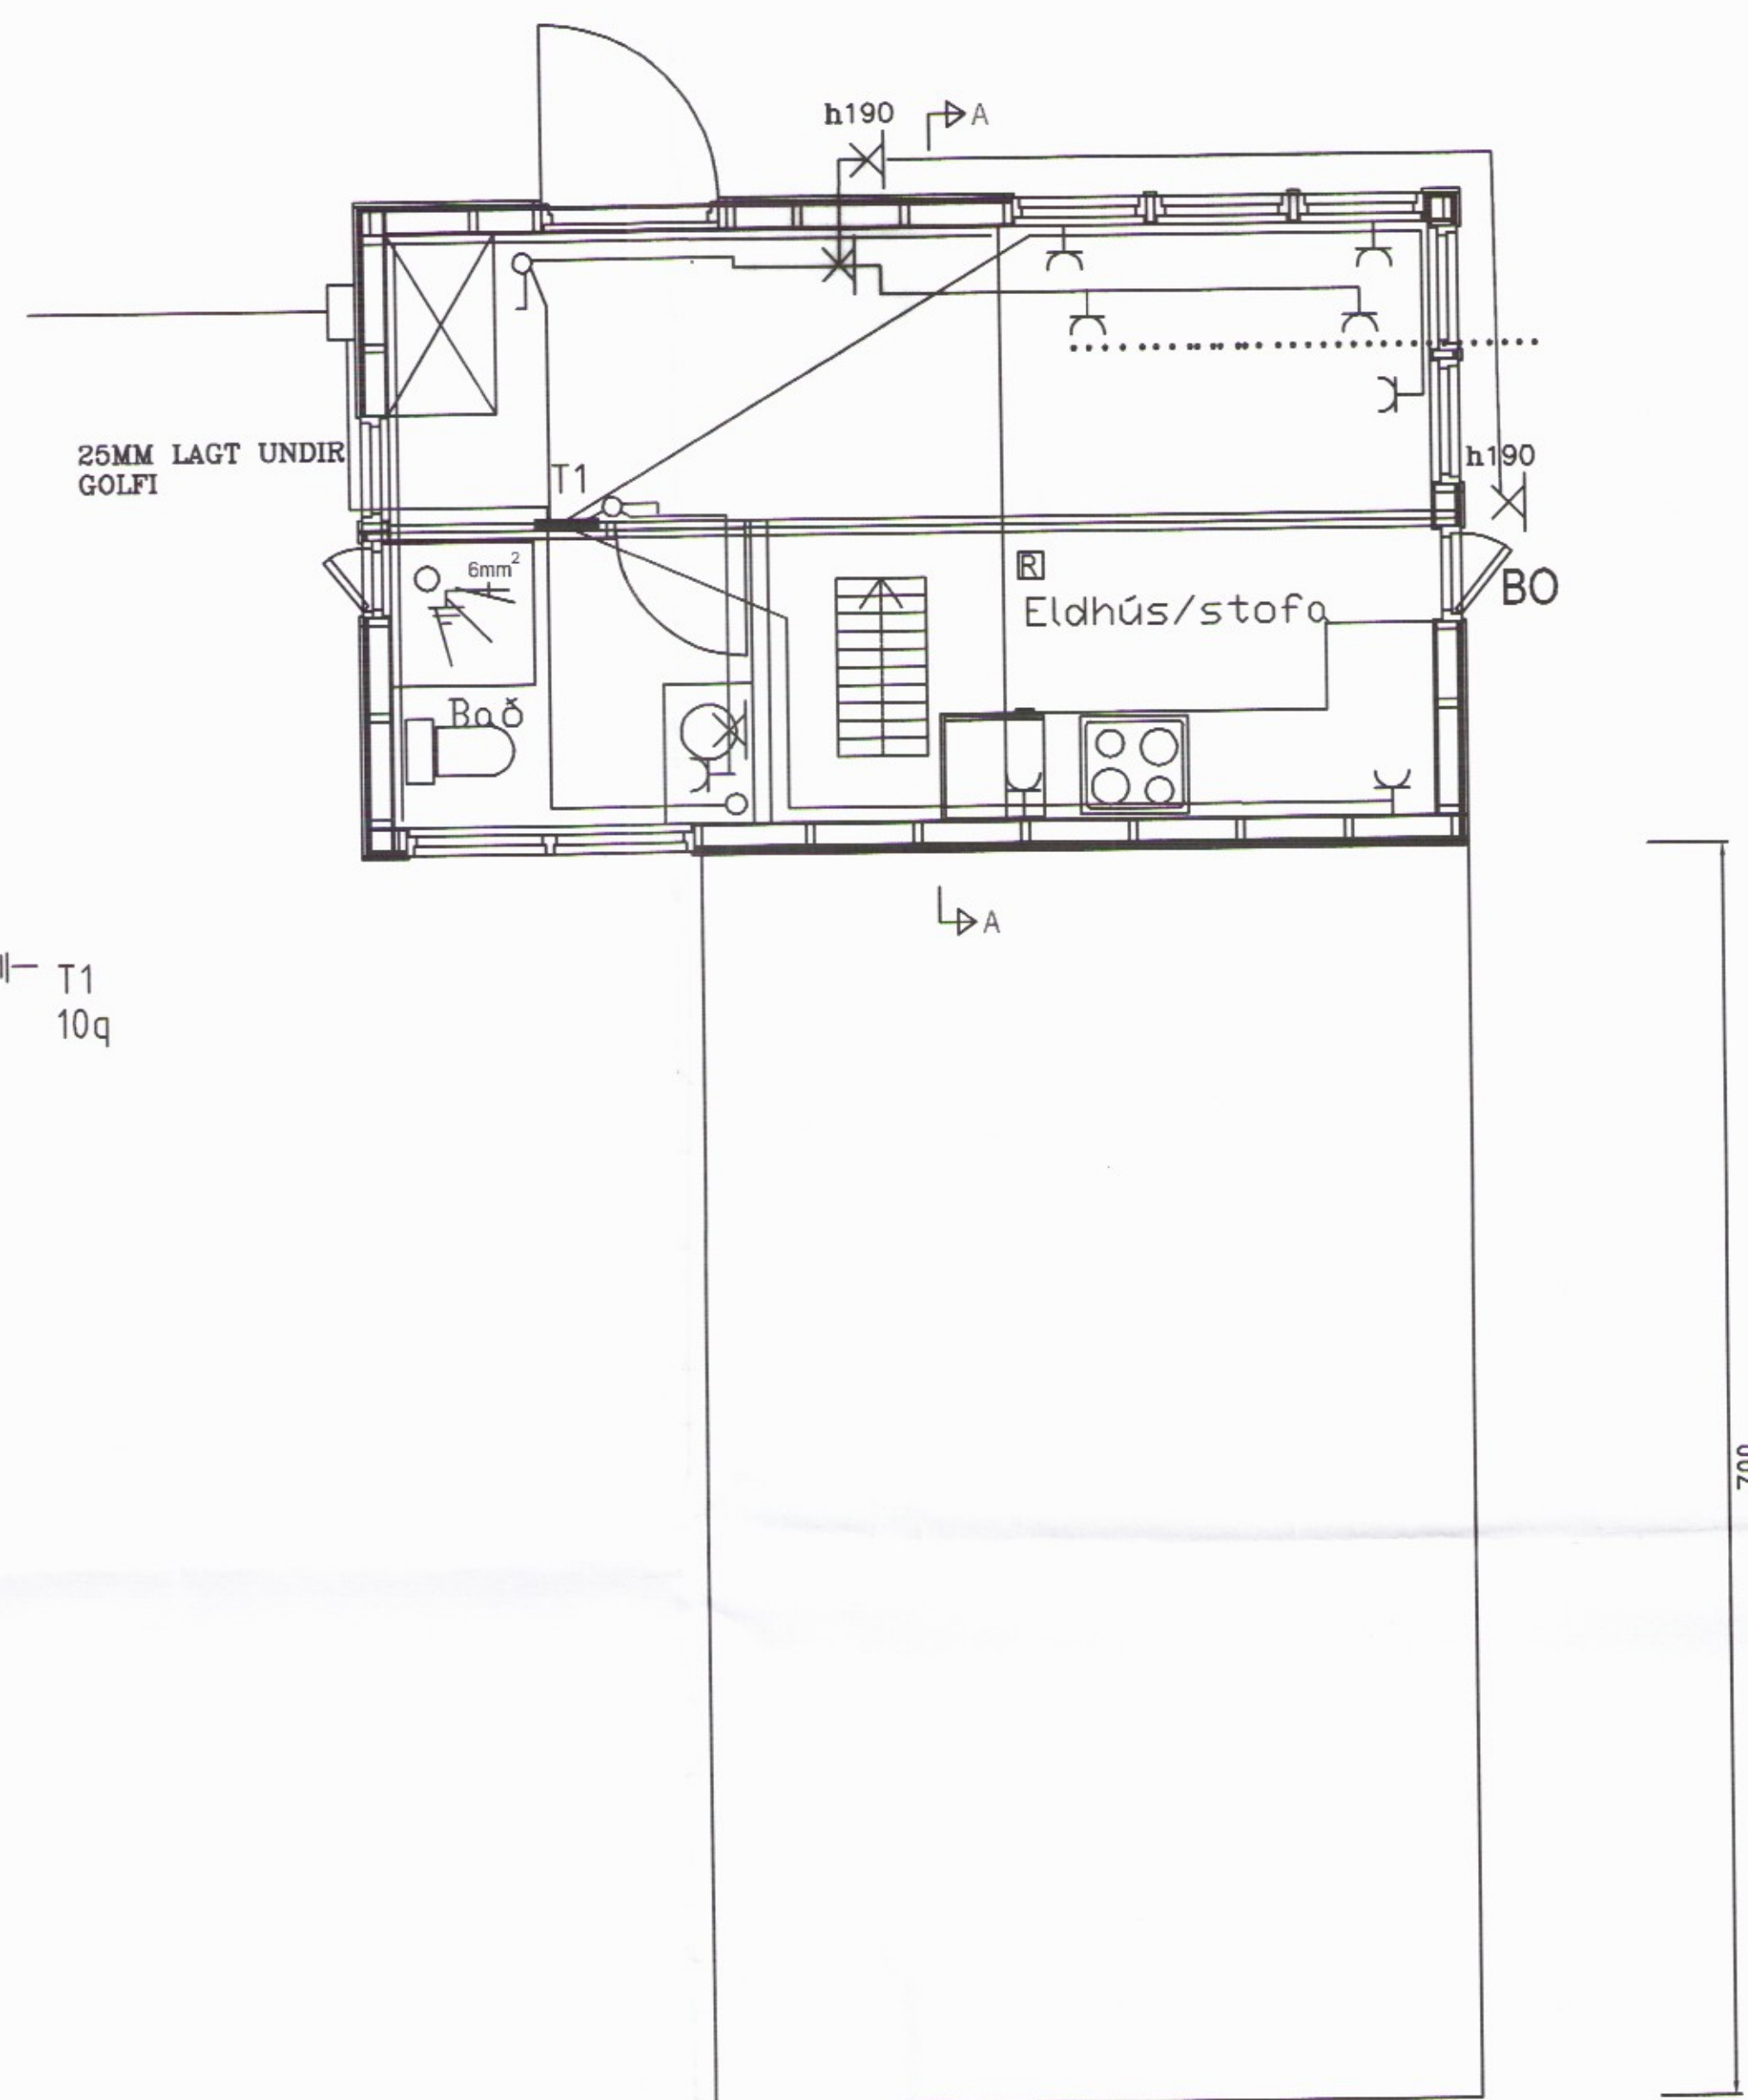 h190
A
25MM LAGT UNDIR
GOLFI
T1
h190
6mm²
R
BO
Eldhús/stofa
Bað
A
T1
10q
700